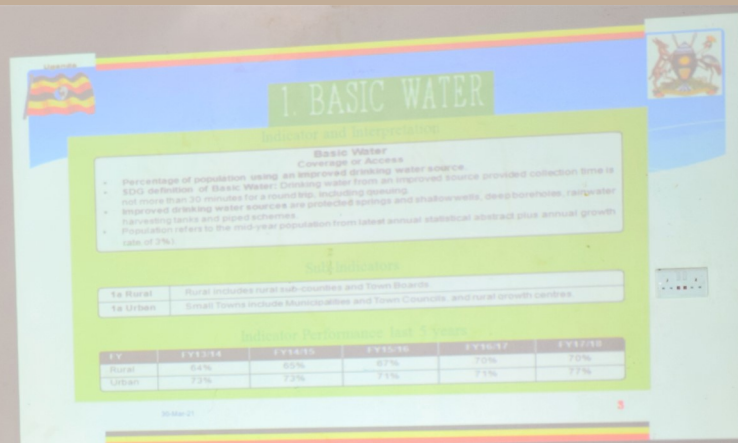 1. BASIC WATER
Indicator and Interpretation
Basic Water
Coverage or Access
• Percentage of population using an improved drinking water source.
• SDG definition of Basic Water: Drinking water from an improved source provided collection time is
not more than 30 minutes for a round trip, including queuing.
• Improved drinking water sources are protected springs and shallow wells, deep boreholes, rainwater
harvesting tanks and piped schemes.
• Population refers to the mid-year population from latest annual statistical abstract plus annual growth
rate of 3%)
Sub Indicators
1a Rural Rural includes rural sub-counties and Town Boards
1a Urban Small Towns include Municipalities and Town Councils, and rural growth centres
Indicator Performance last 5 years
FY FY13/14 FY14/15 FY15/16 FY16/17 FY17/18
Rural 64% 65% 67% 70% 70%
Urban 73% 73% 71% 71% 77%
3